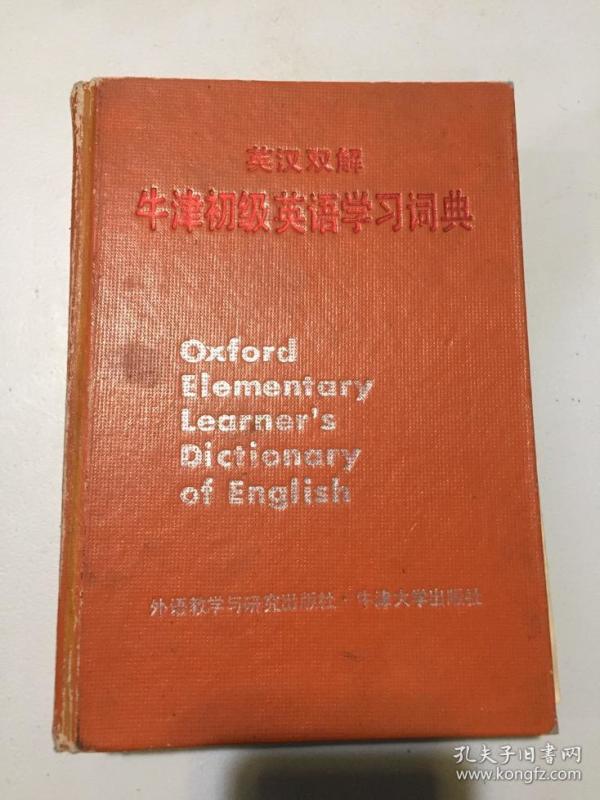 英汉双解
牛津初级英语学习词典
Oxford
Elementary
Learner's
Dictionary
of English
外语教学与研究出版社·牛津大学出版社
孔夫子旧书网
www.kongfz.com